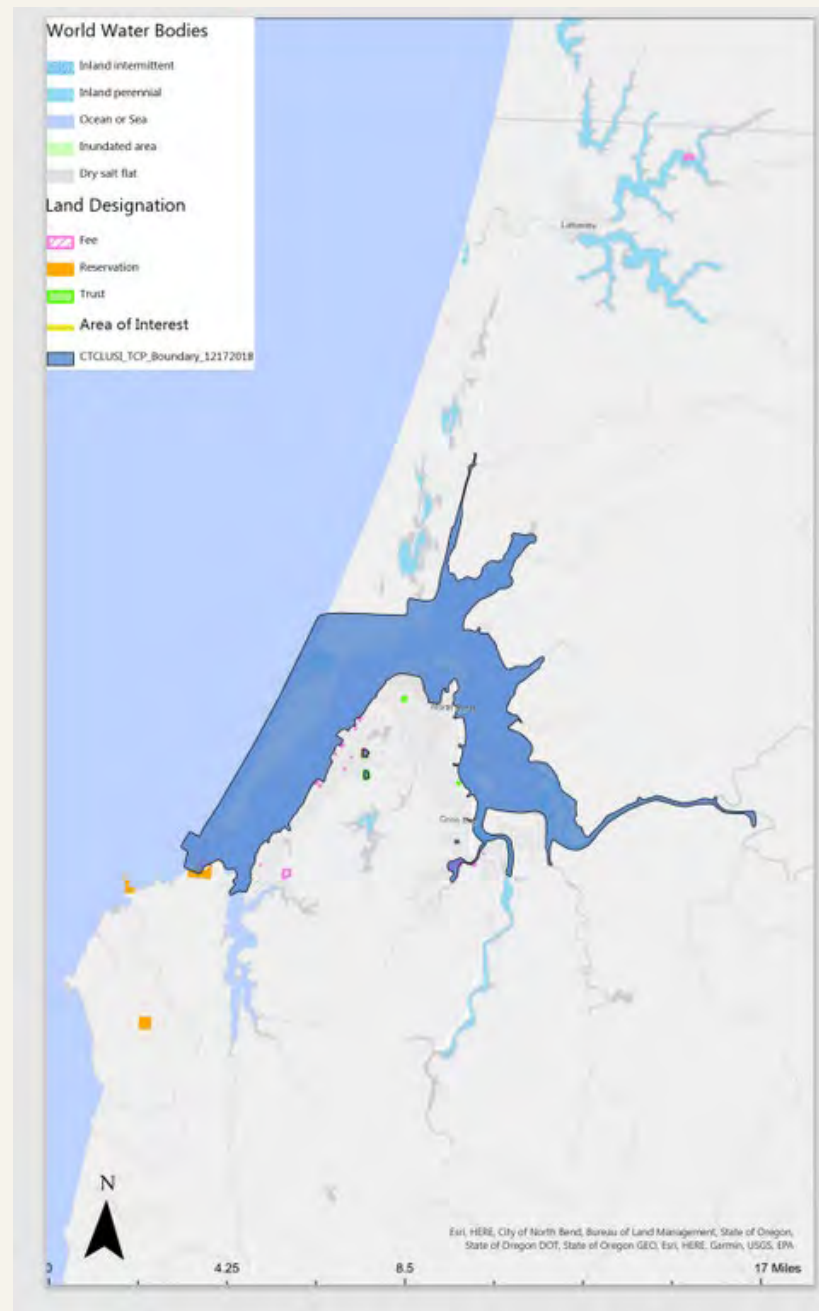 World Water Bodies
Inland intermittent
Inland perennial
Ocean or Sea
Inundated area
Dry salt flat
Land Designation
Fee
Reservation
Trust
Area of Interest
CTCLUSI_TCP_Boundary_12172018
Lakeside
North Bend
Coos Bay
N
Esri, HERE, City of North Bend, Bureau of Land Management, State of Oregon,
State of Oregon DOT, State of Oregon GEO, Esri, HERE, Garmin, USGS, EPA
0 4.25 8.5 17 Miles